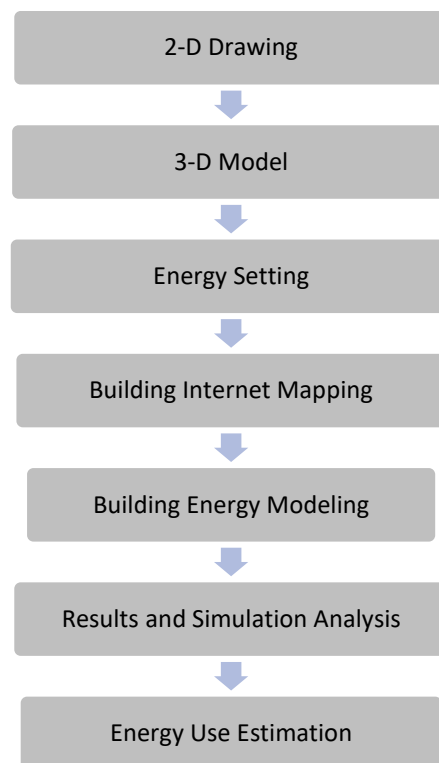 2-D Drawing
3-D Model
Energy Setting
Building Internet Mapping
Building Energy Modeling
Results and Simulation Analysis
Energy Use Estimation